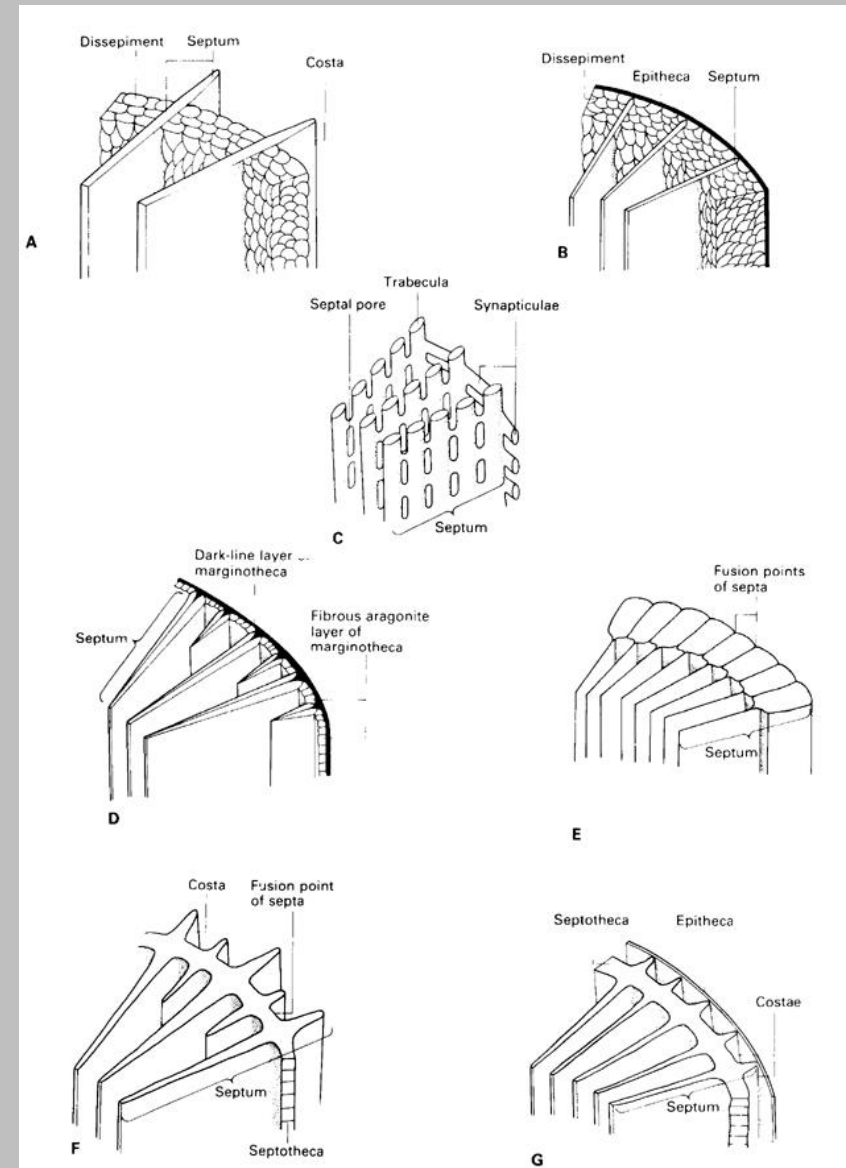 Dissepiment Septum
Costa
A
Dissepiment
Epitheca Septum
B
Trabecula
Septal pore
Synapticulae
Septum
C
Dark-line layer
marginotheca
Fibrous aragonite
layer of
marginotheca
Septum
D
Fusion points
of septa
Septum
E
Costa
Fusion point
of septa
Septum
Septotheca
F
Septotheca
Epitheca
Costae
Septum
G